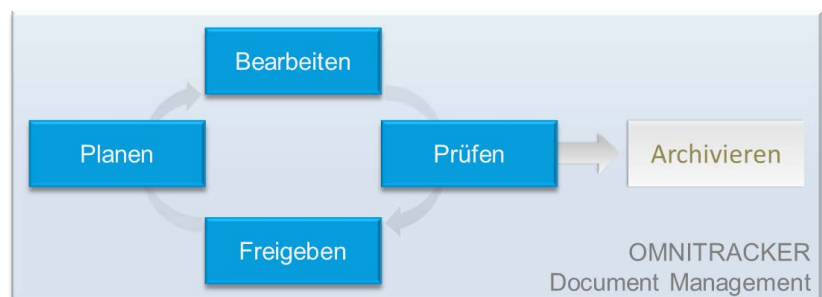 Bearbeiten
Planen
Prüfen
Archivieren
Freigeben
OMNITRACKER
Document Management